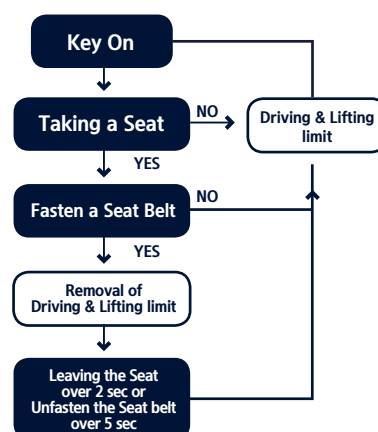 Key On
Taking a Seat
NO
Driving & Lifting
limit
YES
Fasten a Seat Belt
NO
YES
Removal of
Driving & Lifting limit
Leaving the Seat
over 2 sec or
Unfasten the Seat belt
over 5 sec